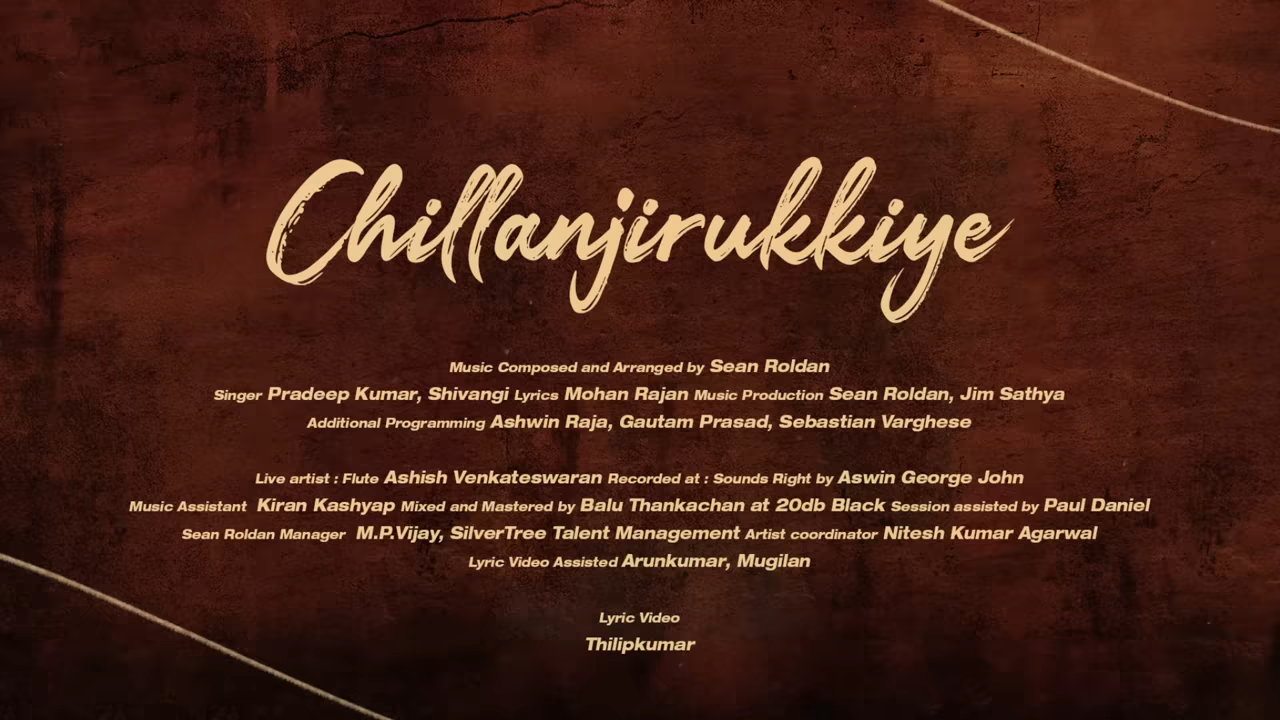 Chillanjirukkiye
Music Composed and Arranged by Sean Roldan
Singer Pradeep Kumar, Shivangi Lyrics Mohan Rajan Music Production Sean Roldan, Jim Sathya
Additional Programming Ashwin Raja, Gautam Prasad, Sebastian Varghese
Live artist : Flute Ashish Venkateswaran Recorded at : Sounds Right by Aswin George John
Music Assistant Kiran Kashyap Mixed and Mastered by Balu Thankachan at 20db Black Session assisted by Paul Daniel
Sean Roldan Manager M.P.Vijay, SilverTree Talent Management Artist coordinator Nitesh Kumar Agarwal
Lyric Video Assisted Arunkumar, Mugilan
Lyric Video
Thilipkumar